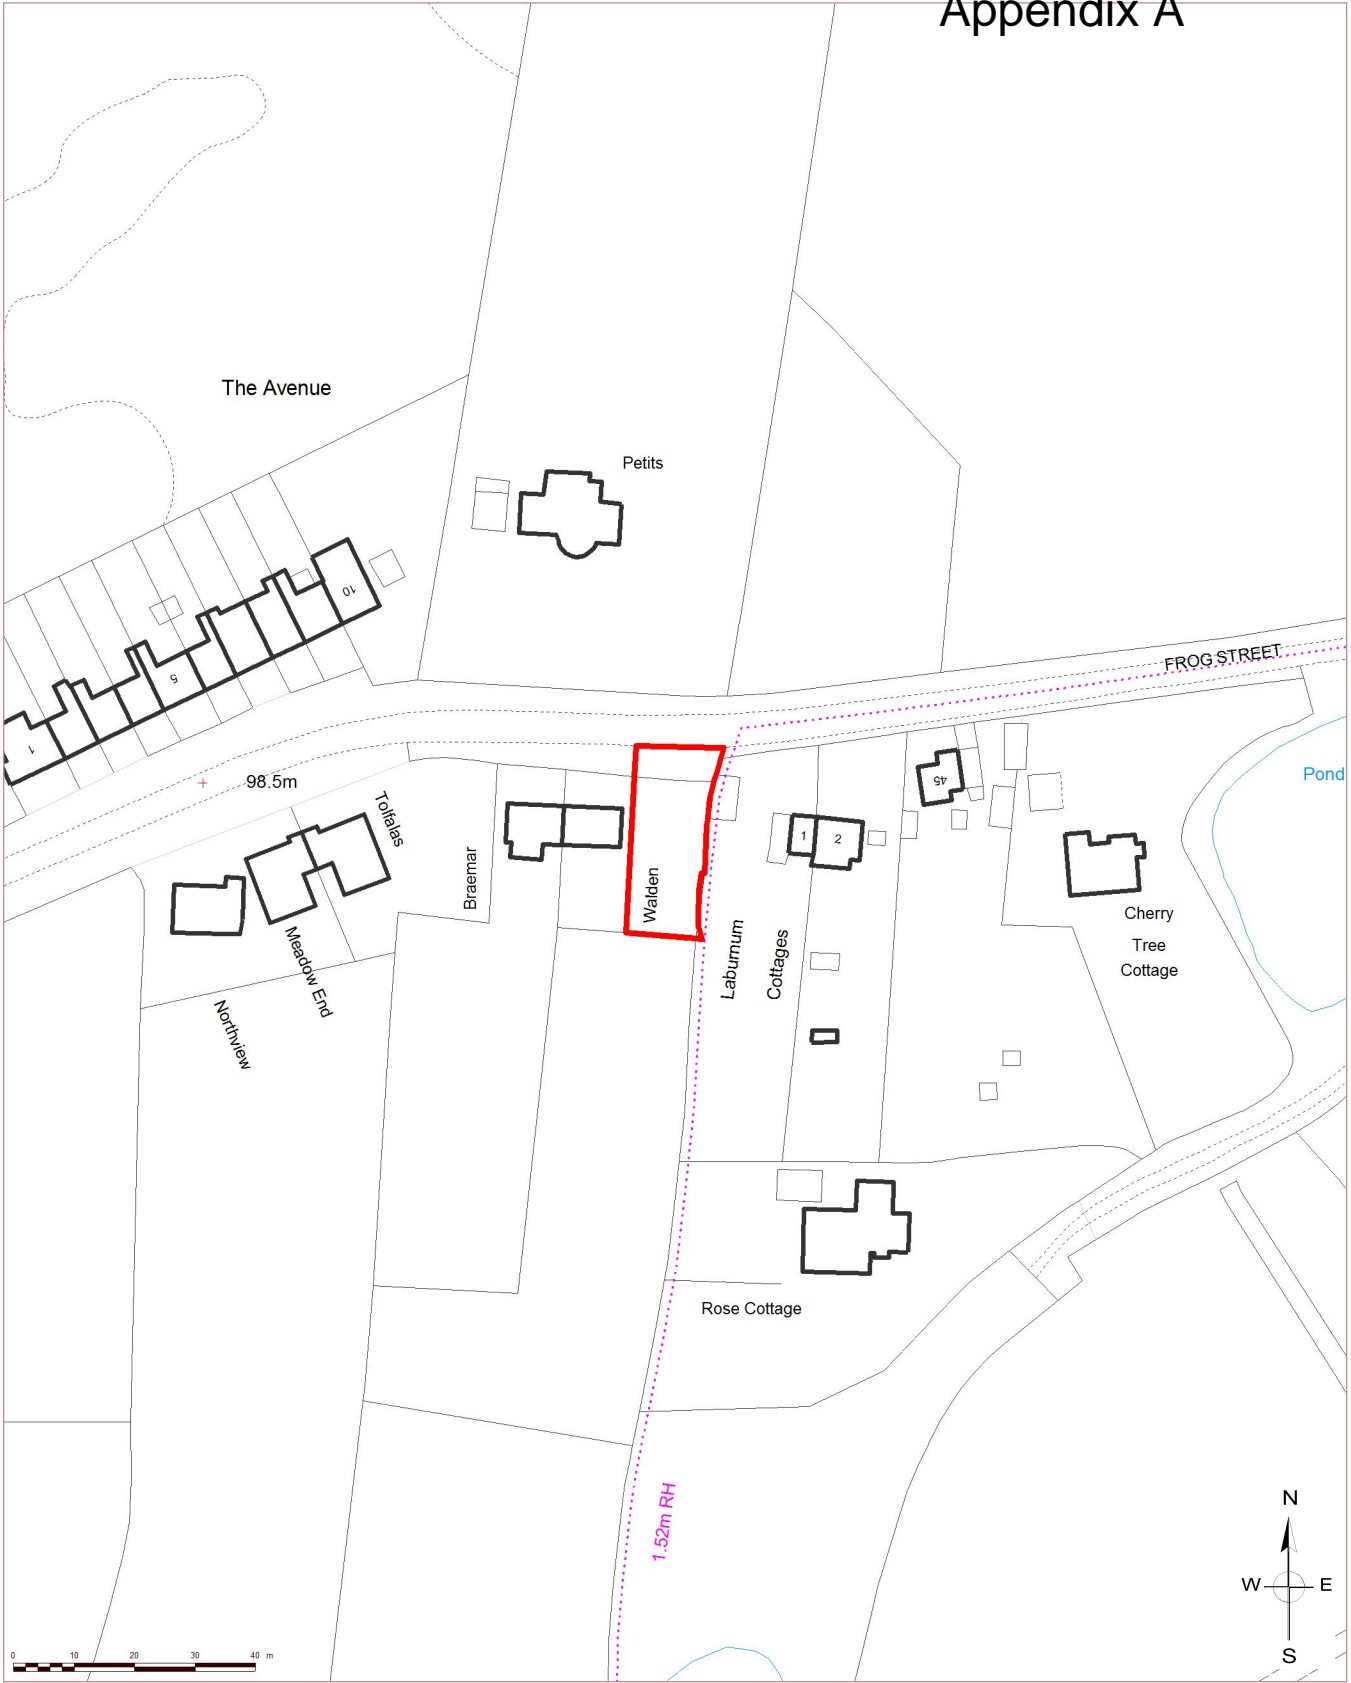 Appendix A
The Avenue
Petits
10
5
1
FROG STREET
98.5m
Tolfalas
Pond
45
1
2
Braemar
Walden
Cherry
Tree
Cottage
Meadow End
Laburnum
Cottages
Northview
Rose Cottage
1.52m RH
N
W E
S
0 10 20 30 40 m